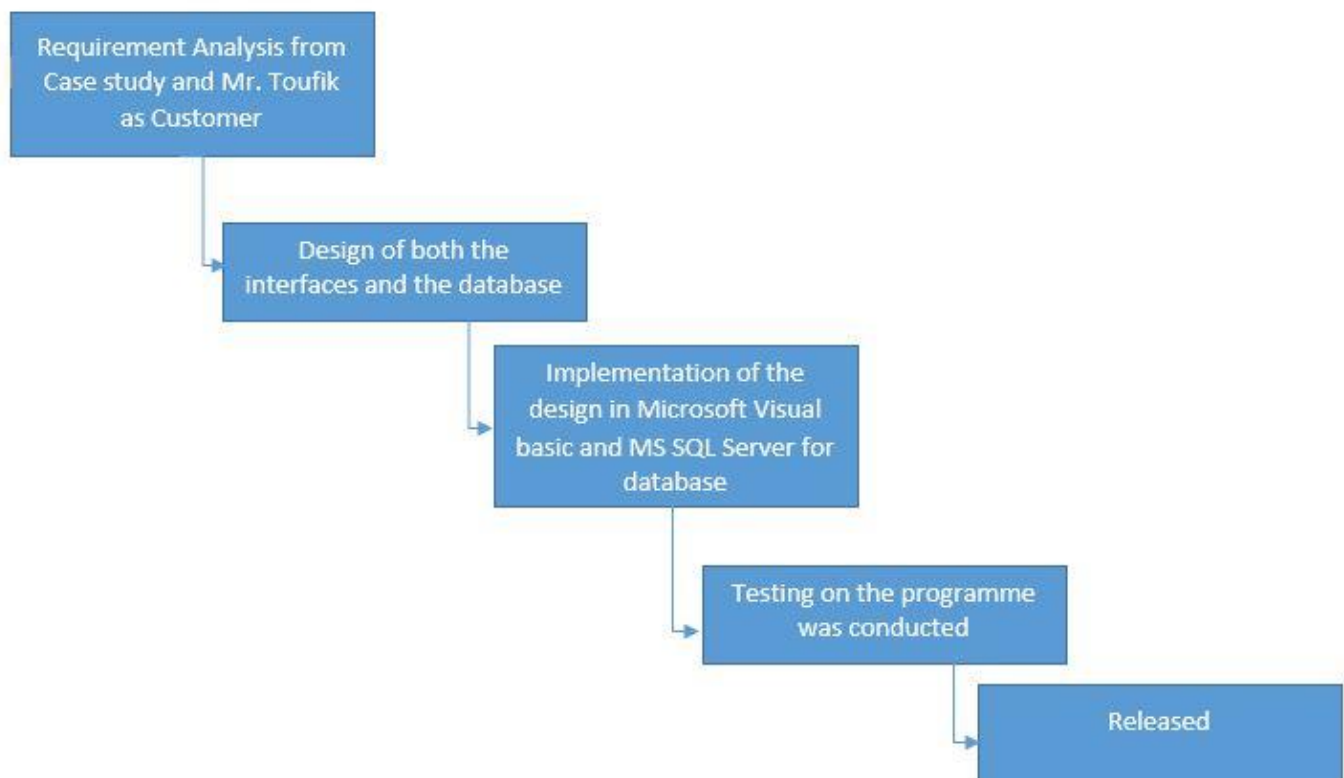 Requirement Analysis from
Case study and Mr. Toufik
as Customer
Design of both the
interfaces and the database
Implementation of the
design in Microsoft Visual
basic and MS SQL Server for
database
Testing on the programme
was conducted
Released